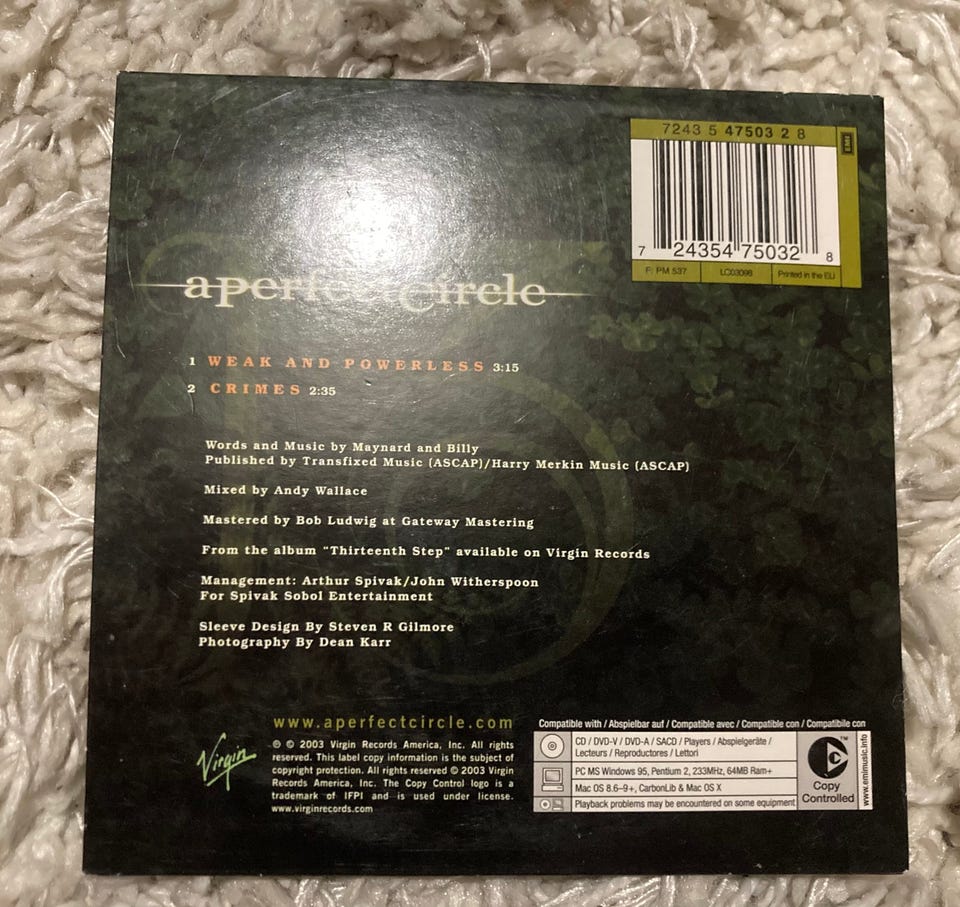 7243 5 47503 2 8
EMI
7 24354 75032 8
F: PM 537 LC03098 Printed in the EU
a perfect circle
1 WEAK AND POWERLESS 3:15
2 CRIMES 2:35
Words and Music by Maynard and Billy
Published by Transfixed Music (ASCAP)/Harry Merkin Music (ASCAP)
Mixed by Andy Wallace
Mastered by Bob Ludwig at Gateway Mastering
From the album "Thirteenth Step" available on Virgin Records
Management: Arthur Spivak/John Witherspoon
For Spivak Sobol Entertainment
Sleeve Design By Steven R Gilmore
Photography By Dean Karr
www.aperfectcircle.com
Virgin
℗ © 2003 Virgin Records America, Inc. All rights
reserved. This label copy information is the subject of
copyright protection. All rights reserved © 2003 Virgin
Records America, Inc. The Copy Control logo is a
trademark of IFPI and is used under license.
www.virginrecords.com
Compatible with / Abspielbar auf / Compatible avec / Compatible con / Compatibile con
CD / DVD-V / DVD-A / SACD / Players / Abspielgeräte /
Lecteurs / Reproductores / Lettori
PC MS Windows 95, Pentium 2, 233MHz, 64MB Ram+
Mac OS 8.6-9+, CarbonLib & Mac OS X
Playback problems may be encountered on some equipment
TM
Copy
Controlled
www.emimusic.info